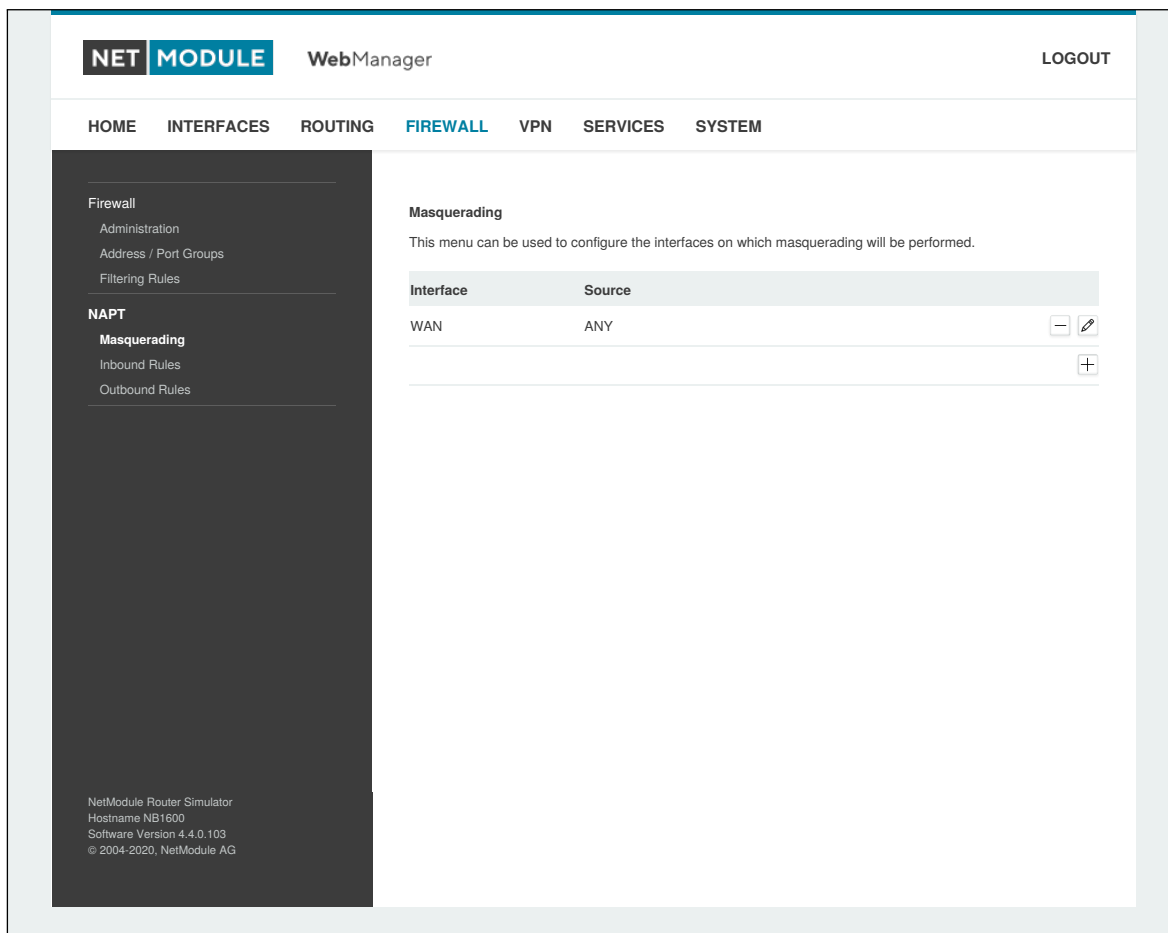 NET MODULE WebManager LOGOUT
HOME INTERFACES ROUTING FIREWALL VPN SERVICES SYSTEM
Firewall
Administration
Address / Port Groups
Filtering Rules
NAPT
Masquerading
Inbound Rules
Outbound Rules
Masquerading
This menu can be used to configure the interfaces on which masquerading will be performed.
Interface Source
WAN ANY
NetModule Router Simulator
Hostname NB1600
Software Version 4.4.0.103
© 2004-2020, NetModule AG